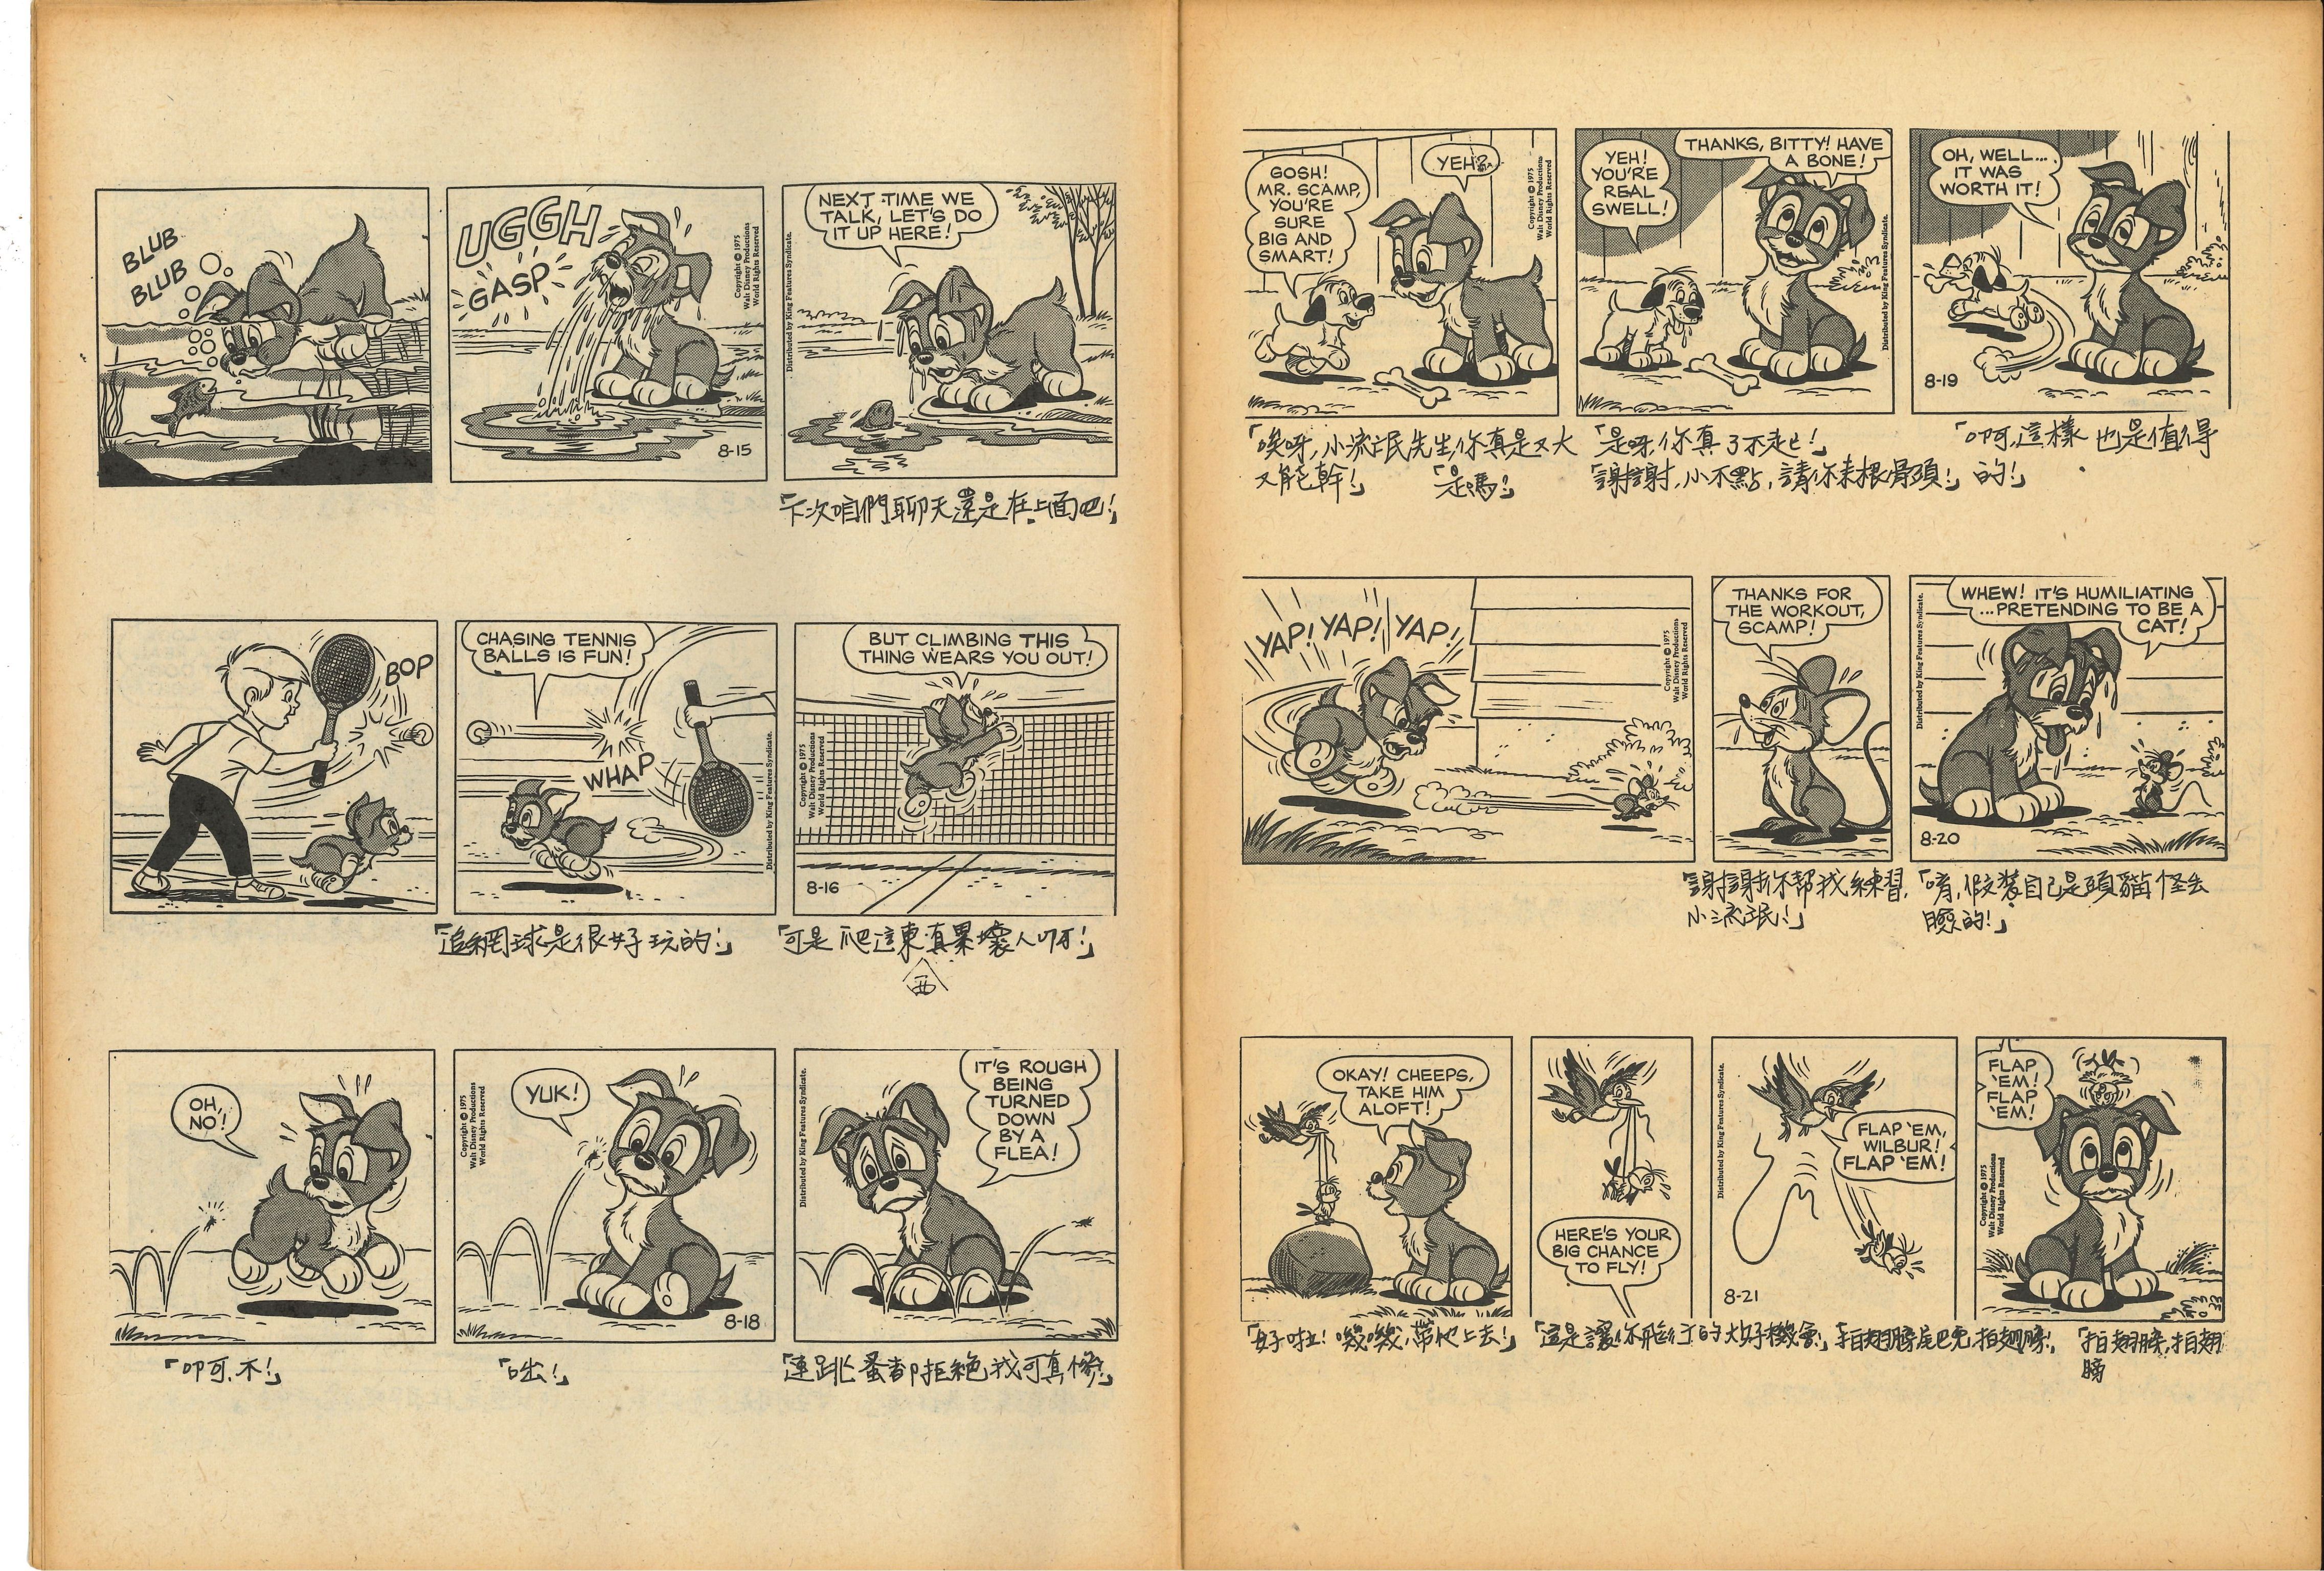 BLUB
BLUB
UGGH
GASP
Copyright © 1975
Walt Disney Productions
World Rights Reserved
8-15
NEXT TIME WE
TALK, LET'S DO
IT UP HERE!
Distributed by King Features Syndicate.
「下次咱們聊天還是在上面吧!」
BOP
CHASING TENNIS
BALLS IS FUN!
WHAP
Distributed by King Features Syndicate.
BUT CLIMBING THIS
THING WEARS YOU OUT!
Copyright © 1975
Walt Disney Productions
World Rights Reserved
8-16
「追網球是很好玩的!」
「可是爬這東真累壞人呀!」
西
OH,
NO!
Copyright © 1975
Walt Disney Productions
World Rights Reserved
YUK!
8-18
Distributed by King Features Syndicate.
IT'S ROUGH
BEING
TURNED
DOWN
BY A
FLEA!
「啊,不!」
「咄!」
「連跳蚤都拒絕我可真慘!」
GOSH!
MR. SCAMP,
YOU'RE
SURE
BIG AND
SMART!
YEH?
Copyright © 1975
Walt Disney Productions
World Rights Reserved
YEH!
YOU'RE
REAL
SWELL!
THANKS, BITTY! HAVE
A BONE!
Distributed by King Features Syndicate.
OH, WELL...
IT WAS
WORTH IT!
8-19
「唉呀,小流氓先生,你真是又大
又能幹!」
「是嗎?」
「是呀,你真了不起!」
「謝謝,小不點,請你來根骨頭!」
「啊,這樣也是值得
的!」
YAP! YAP! YAP!
Copyright © 1975
Walt Disney Productions
World Rights Reserved
THANKS FOR
THE WORKOUT,
SCAMP!
Distributed by King Features Syndicate.
WHEW! IT'S HUMILIATING
...PRETENDING TO BE A
CAT!
8-20
「謝謝你幫我練習,
小流氓!」
「唷,假裝自己是頭貓怪丟
臉的!」
OKAY! CHEEPS,
TAKE HIM
ALOFT!
HERE'S YOUR
BIG CHANCE
TO FLY!
Distributed by King Features Syndicate.
FLAP 'EM,
WILBUR!
FLAP 'EM!
8-21
FLAP
'EM!
FLAP
'EM!
Copyright © 1975
Walt Disney Productions
World Rights Reserved
「好啦!嘰嘰,帶他上去!」
「這是讓你飛行的大好機會!」
「拍翅膀,拍翅膀!」
「拍翅膀,拍翅
膀